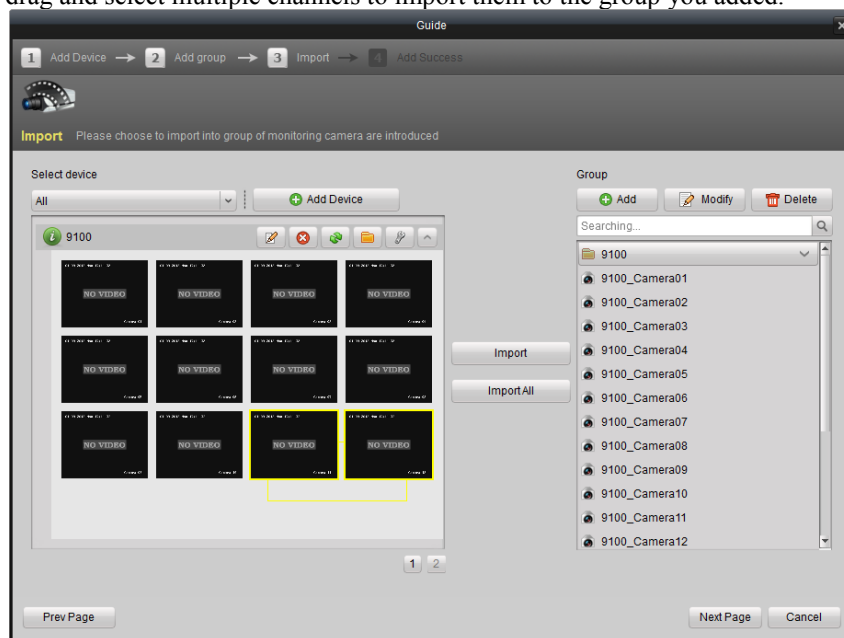 drag and select multiple channels to import them to the group you added.
Guide
1 Add Device → 2 Add group → 3 Import → 4 Add Success
Import Please choose to import into group of monitoring camera are introduced
Select device
All
Add Device
Group
Add Modify Delete
Searching...
9100
NO VIDEO NO VIDEO NO VIDEO NO VIDEO
NO VIDEO NO VIDEO NO VIDEO NO VIDEO
NO VIDEO NO VIDEO NO VIDEO NO VIDEO
1 2
Import
Import All
9100
9100_Camera01
9100_Camera02
9100_Camera03
9100_Camera04
9100_Camera05
9100_Camera06
9100_Camera07
9100_Camera08
9100_Camera09
9100_Camera10
9100_Camera11
9100_Camera12
Prev Page
Next Page Cancel